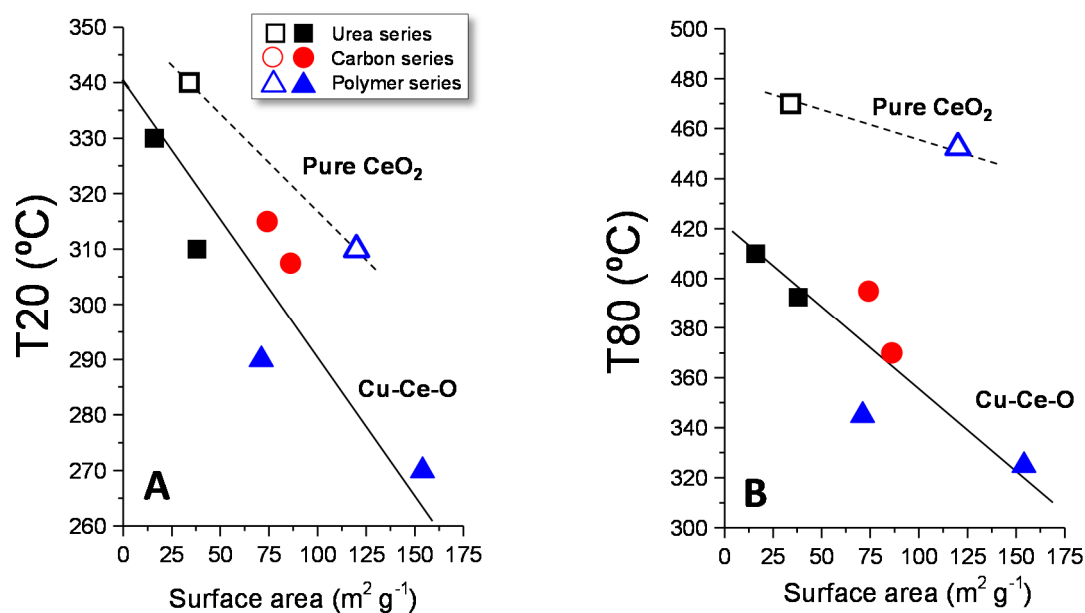 350
340
330
320
310
300
290
280
270
260
0
25
50
75
100
125
150
175
T20 (ºC)
Surface area (m² g⁻¹)
Urea series
Carbon series
Polymer series
Pure CeO₂
Cu-Ce-O
A
500
480
460
450
420
400
380
360
340
320
300
0
25
50
75
100
125
150
175
T80 (ºC)
Surface area (m² g⁻¹)
Pure CeO₂
Cu-Ce-O
B